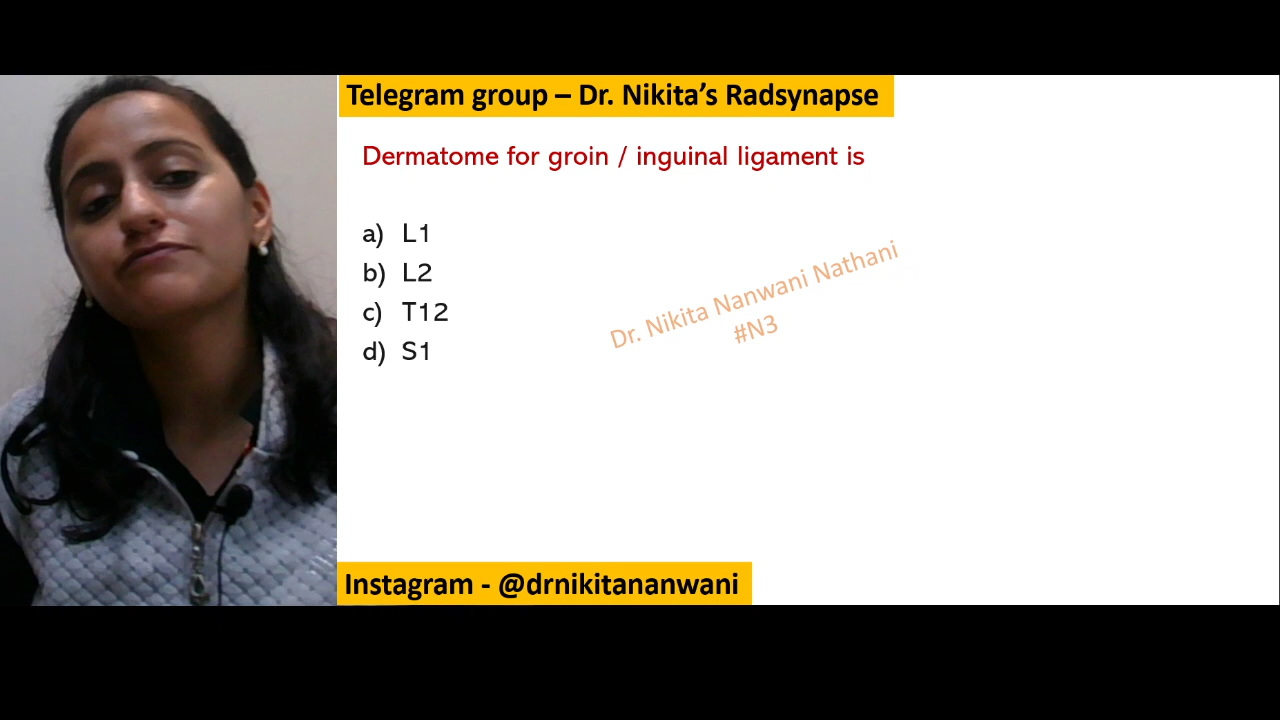 Telegram group – Dr. Nikita’s Radsynapse
Dermatome for groin / inguinal ligament is
a) L1
b) L2
c) T12
d) S1
Dr. Nikita Nanwani Nathani
#N3
Instagram - @drnikitananwani